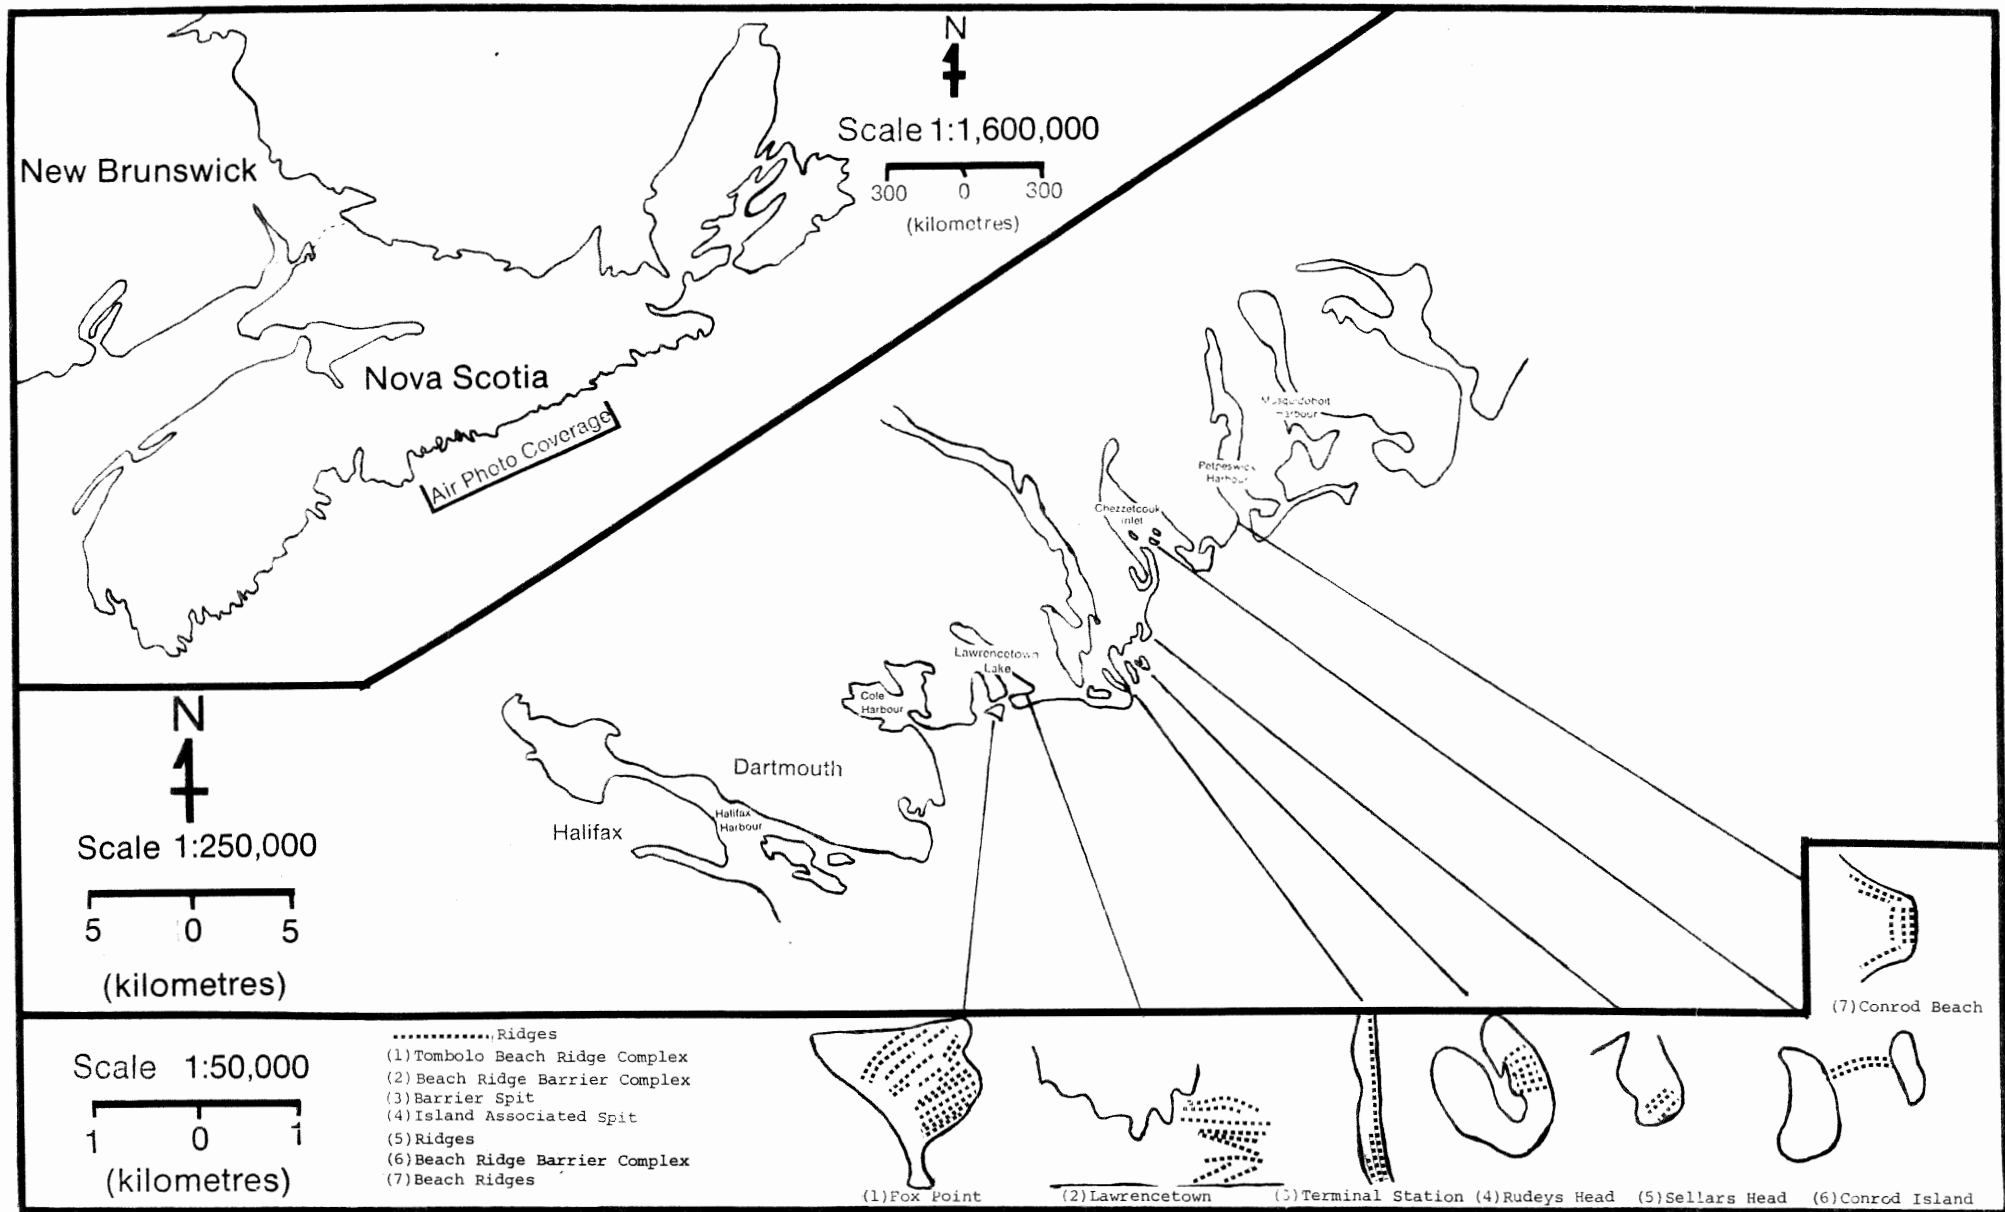 N
Scale 1:1,600,000
300 0 300
(kilometres)
New Brunswick
Nova Scotia
Air Photo Coverage
Musquodoboit
Harbour
Petpeswick
Harbour
Chezzetcouk
Inlet
Lawrencetown
Lake
Cole
Harbour
Dartmouth
Halifax
Harbour
Halifax
N
Scale 1:250,000
5 0 5
(kilometres)
(7)Conrod Beach
Scale 1:50,000
1 0 1
(kilometres)
Ridges
(1)Tombolo Beach Ridge Complex
(2)Beach Ridge Barrier Complex
(3)Barrier Spit
(4)Island Associated Spit
(5)Ridges
(6)Beach Ridge Barrier Complex
(7)Beach Ridges
(1)Fox Point
(2)Lawrencetown
(3)Terminal Station
(4)Rudeys Head
(5)Sellars Head
(6)Conrod Island